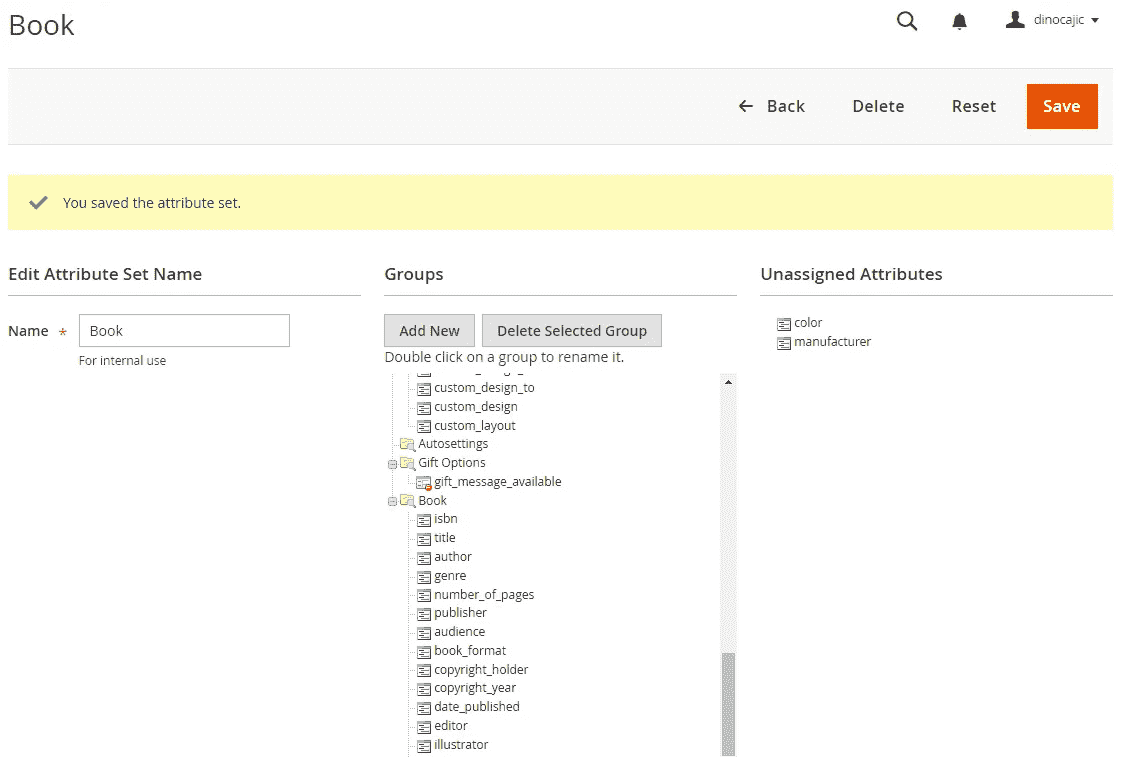 Book
dinocajic
Back
Delete
Reset
Save
You saved the attribute set.
Edit Attribute Set Name
Name *
Book
For internal use
Groups
Add New
Delete Selected Group
Double click on a group to rename it.
custom_design_to
custom_design
custom_layout
Autosettings
Gift Options
gift_message_available
Book
isbn
title
author
genre
number_of_pages
publisher
audience
book_format
copyright_holder
copyright_year
date_published
editor
illustrator
Unassigned Attributes
color
manufacturer